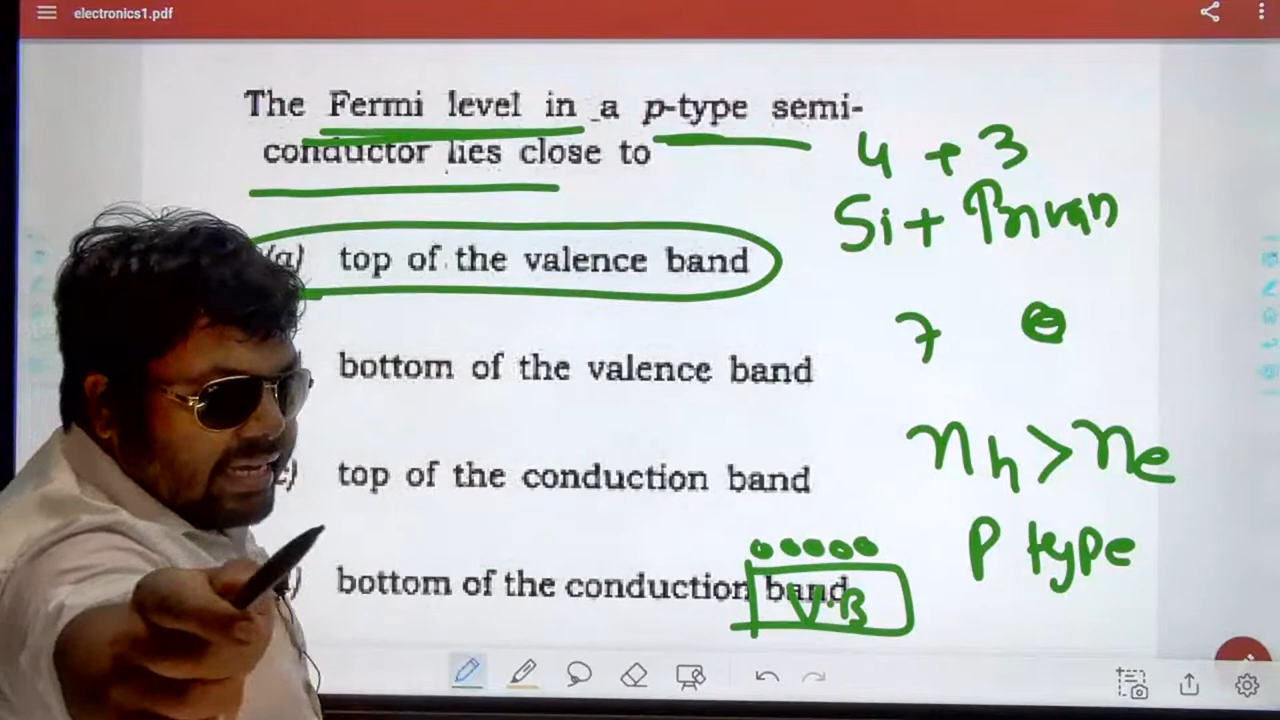 electronics1.pdf
The Fermi level in a p-type semi-
conductor lies close to
(a) top of the valence band
bottom of the valence band
c) top of the conduction band
) bottom of the conduction band
4 + 3
Si +
7 e
nh > ne
P type
V.B